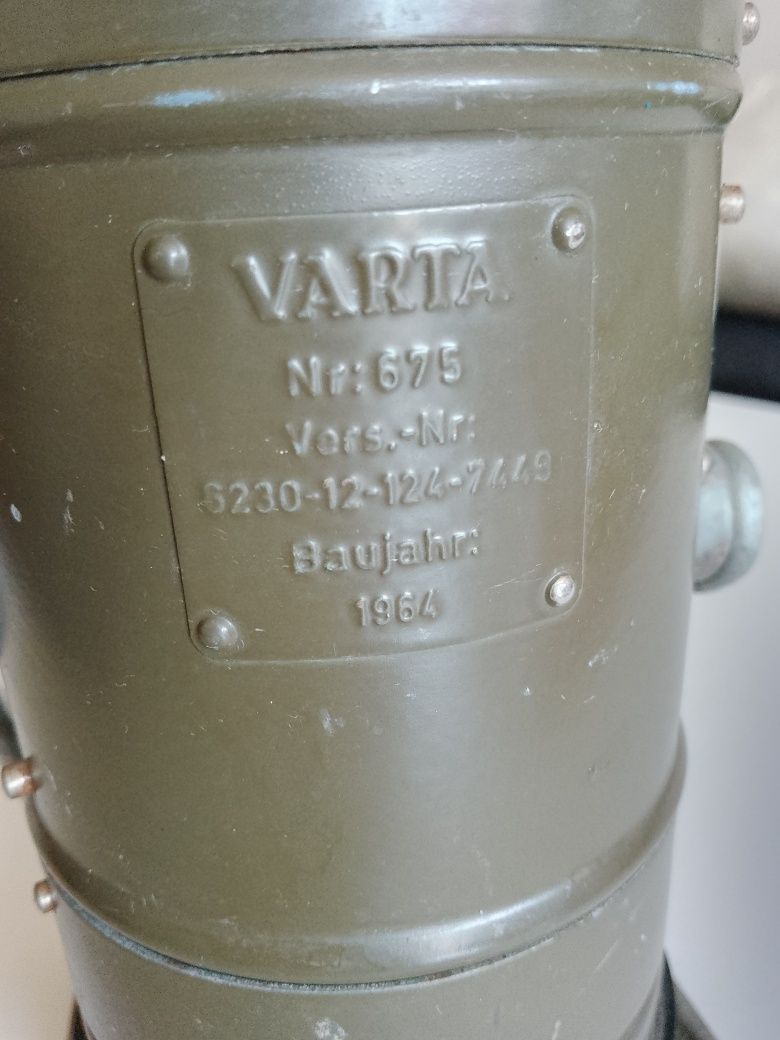 VARTA
Nr: 675
Vers.-Nr:
6230-12-124-7449
Baujahr:
1964